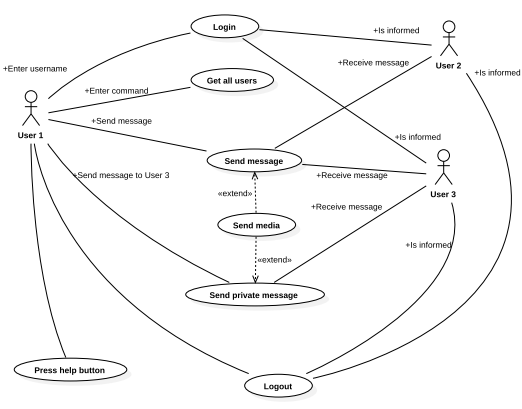 Login
+Is informed
User 2
+Enter username
+Receive message
+Is informed
Get all users
+Enter command
+Send message
User 1
+Is informed
Send message
+Receive message
+Send message to User 3
User 3
«extend»
+Receive message
Send media
+Is informed
«extend»
Send private message
Press help button
Logout